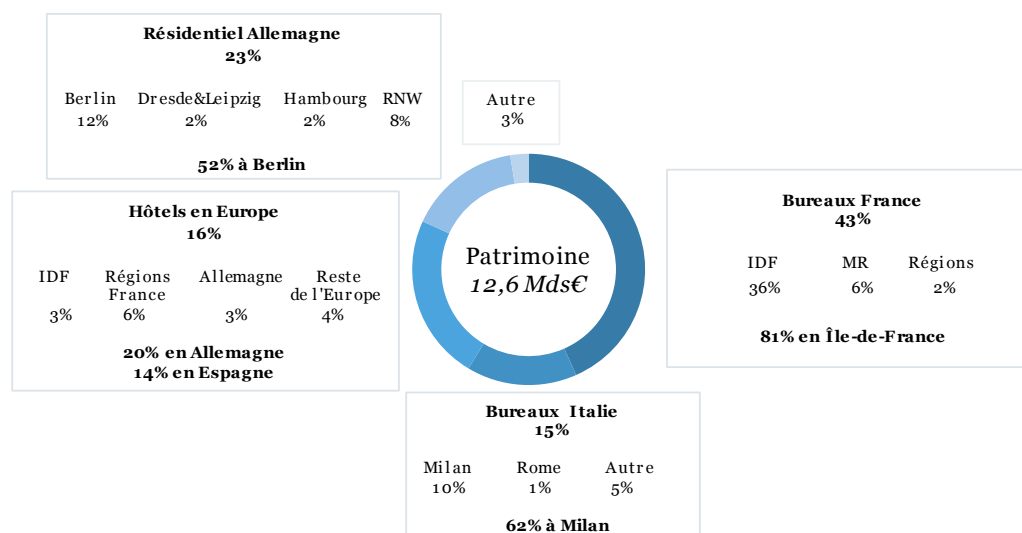 Résidentiel Allemagne
23%
Berlin Dresde&Leipzig Hambourg RNW
12% 2% 2% 8%
52% à Berlin
Autre
3%
Hôtels en Europe
16%
IDF Régions France Allemagne Reste de l'Europe
3% 6% 3% 4%
20% en Allemagne
14% en Espagne
Patrimoine
12,6 Mds€
Bureaux France
43%
IDF MR Régions
36% 6% 2%
81% en Île-de-France
Bureaux Italie
15%
Milan Rome Autre
10% 1% 5%
62% à Milan